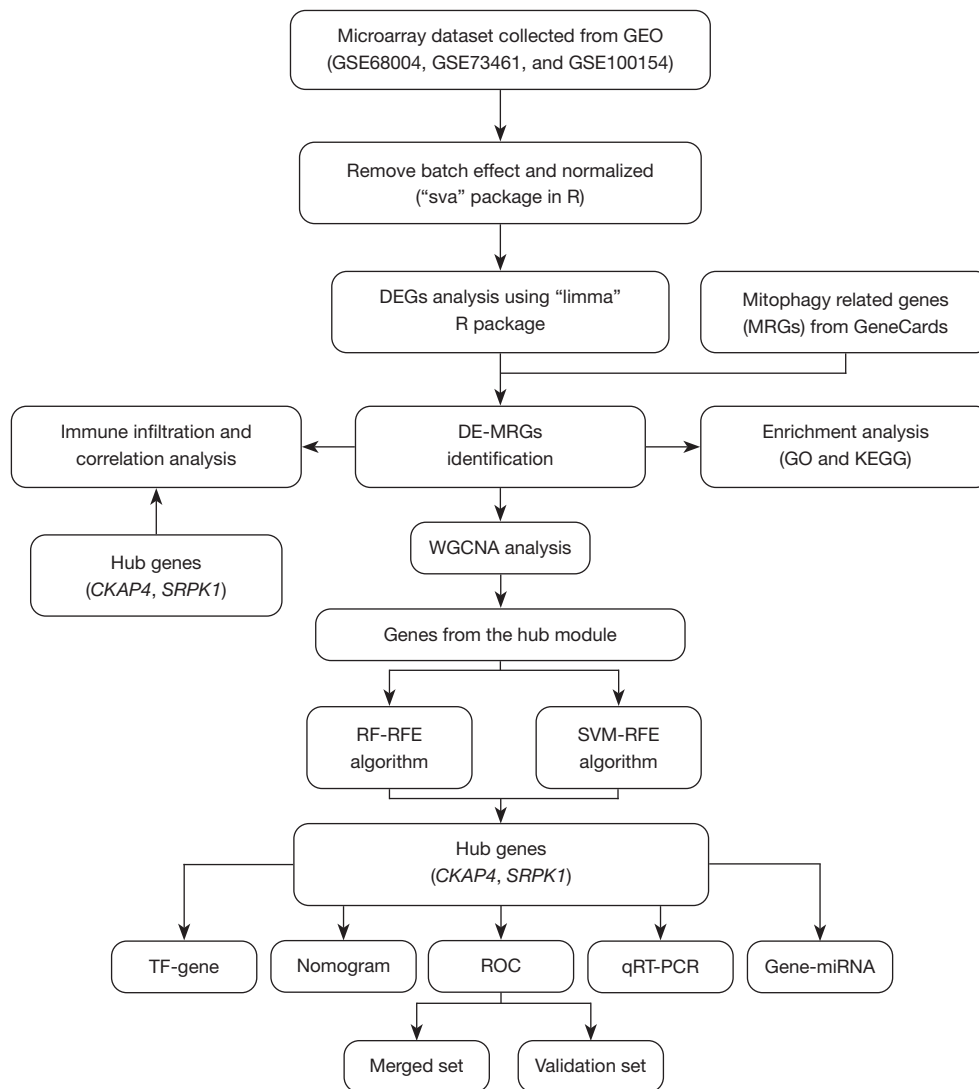 Microarray dataset collected from GEO
(GSE68004, GSE73461, and GSE100154)
Remove batch effect and normalized
(“sva” package in R)
DEGs analysis using “limma”
R package
Mitophagy related genes
(MRGs) from GeneCards
Immune infiltration and
correlation analysis
DE-MRGs
identification
Enrichment analysis
(GO and KEGG)
Hub genes
(CKAP4, SRPK1)
WGCNA analysis
Genes from the hub module
RF-RFE
algorithm
SVM-RFE
algorithm
Hub genes
(CKAP4, SRPK1)
TF-gene
Nomogram
ROC
qRT-PCR
Gene-miRNA
Merged set
Validation set